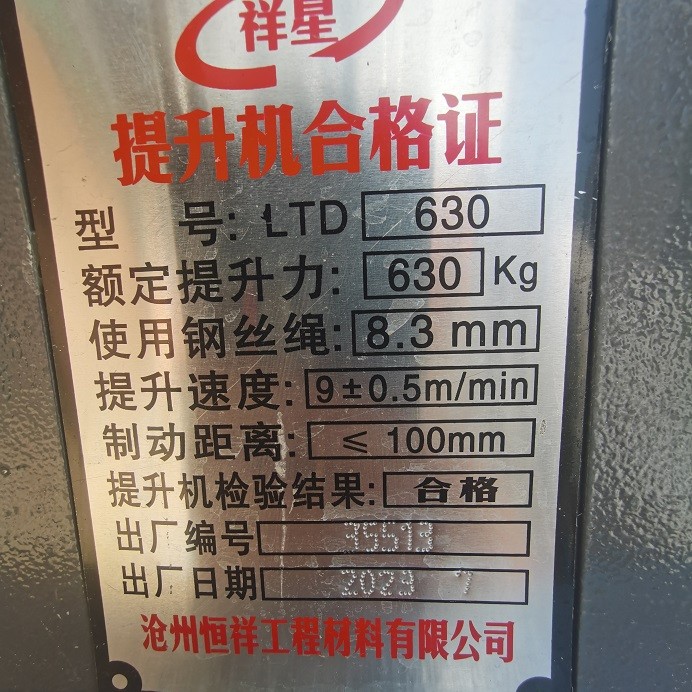 祥星
提升机合格证
型 号: LTD 630
额定提升力: 630 Kg
使用钢丝绳: 8.3 mm
提升速度: 9±0.5m/min
制动距离: ≤ 100mm
提升机检验结果: 合格
出厂编号 35513
出厂日期 2023 7
沧州恒祥工程材料有限公司